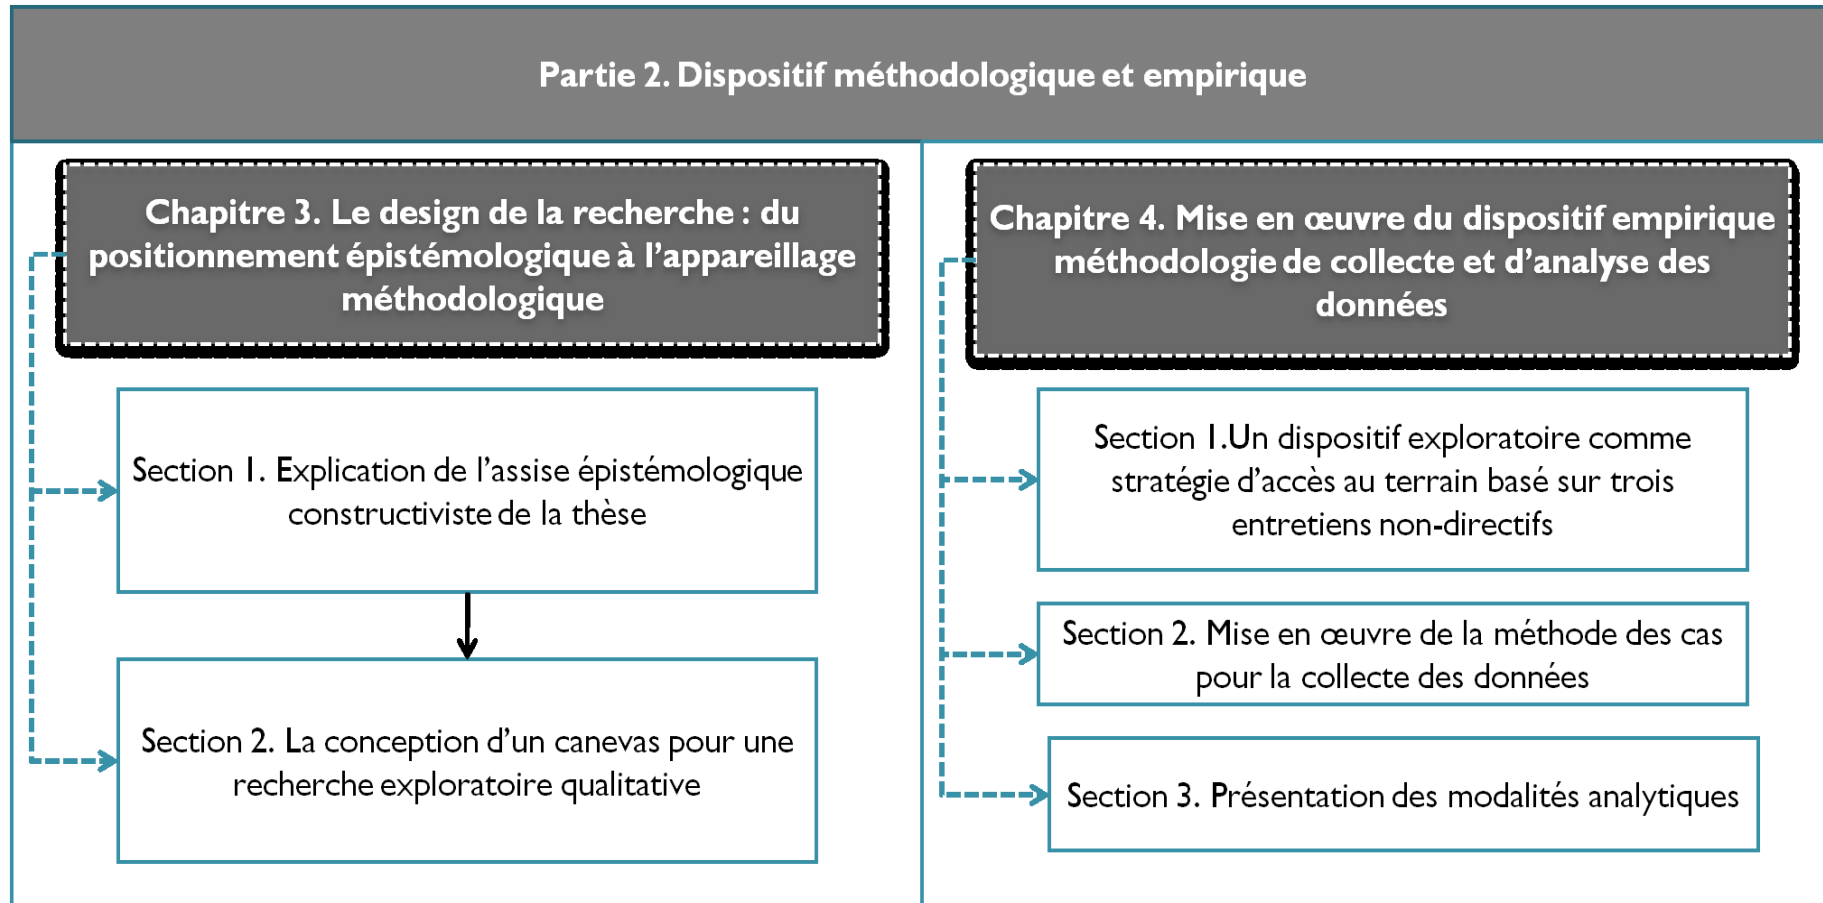 Partie 2. Dispositif méthodologique et empirique
Chapitre 3. Le design de la recherche : du
positionnement épistémologique à l’appareillage
méthodologique
Section 1. Explication de l’assise épistémologique
constructiviste de la thèse
Section 2. La conception d’un canevas pour une
recherche exploratoire qualitative
Chapitre 4. Mise en œuvre du dispositif empirique
méthodologie de collecte et d’analyse des
données
Section 1.Un dispositif exploratoire comme
stratégie d’accès au terrain basé sur trois
entretiens non-directifs
Section 2. Mise en œuvre de la méthode des cas
pour la collecte des données
Section 3. Présentation des modalités analytiques